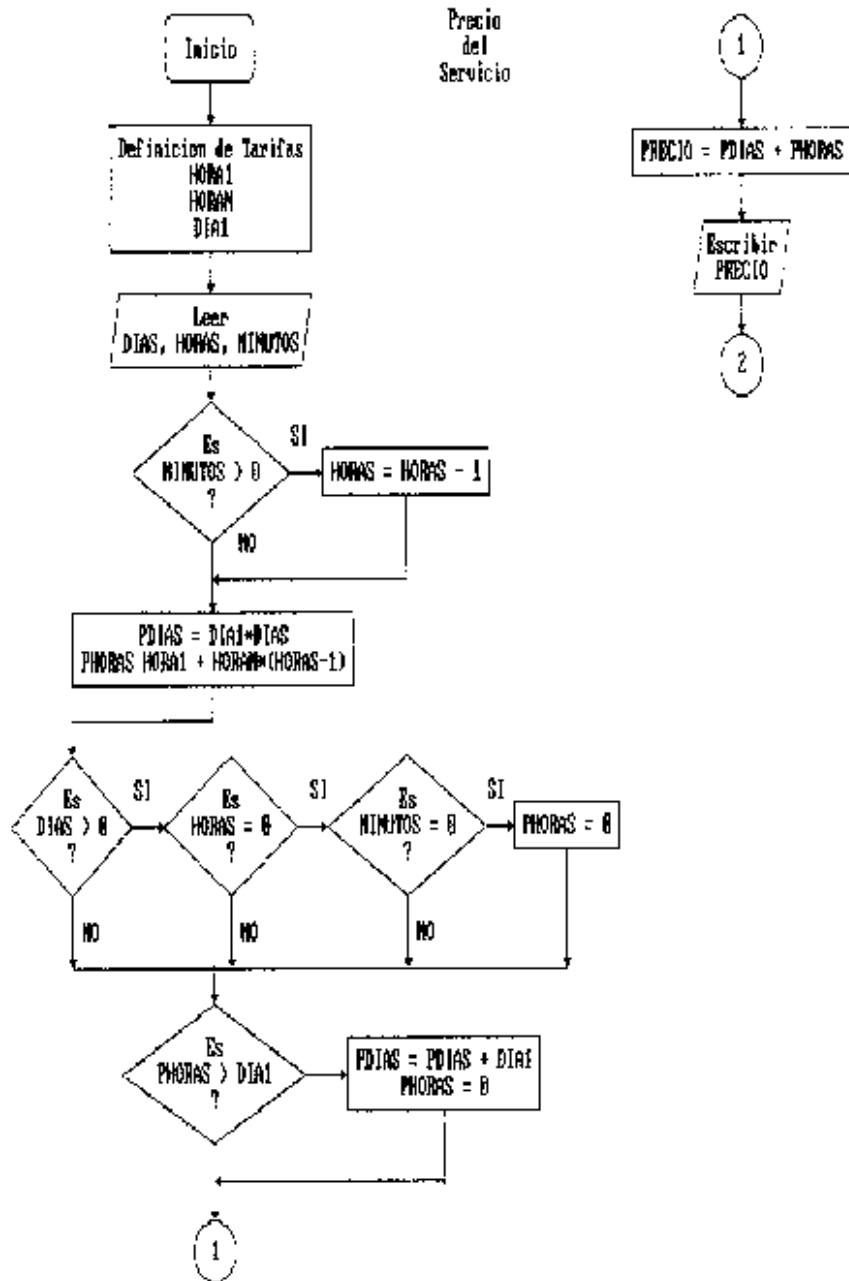 Inicio
Definicion de Tarifas
HORA1
HORAN
DIA1
Leer
DIAS, HORAS, MINUTOS
Es
MINUTOS > 0
?
SI
HORAS = HORAS - 1
NO
PDIAS = DIA1*DIAS
PHORAS HORA1 + HORAN*(HORAS-1)
Es
DIAS > 0
?
SI
Es
HORAS = 0
?
SI
Es
MINUTOS = 0
?
SI
PHORAS = 0
NO
NO
NO
Es
PHORAS > DIA1
?
PDIAS = PDIAS + DIA1
PHORAS = 0
1
Precio
del
Servicio
1
PRECIO = PDIAS + PHORAS
Escribir
PRECIO
2